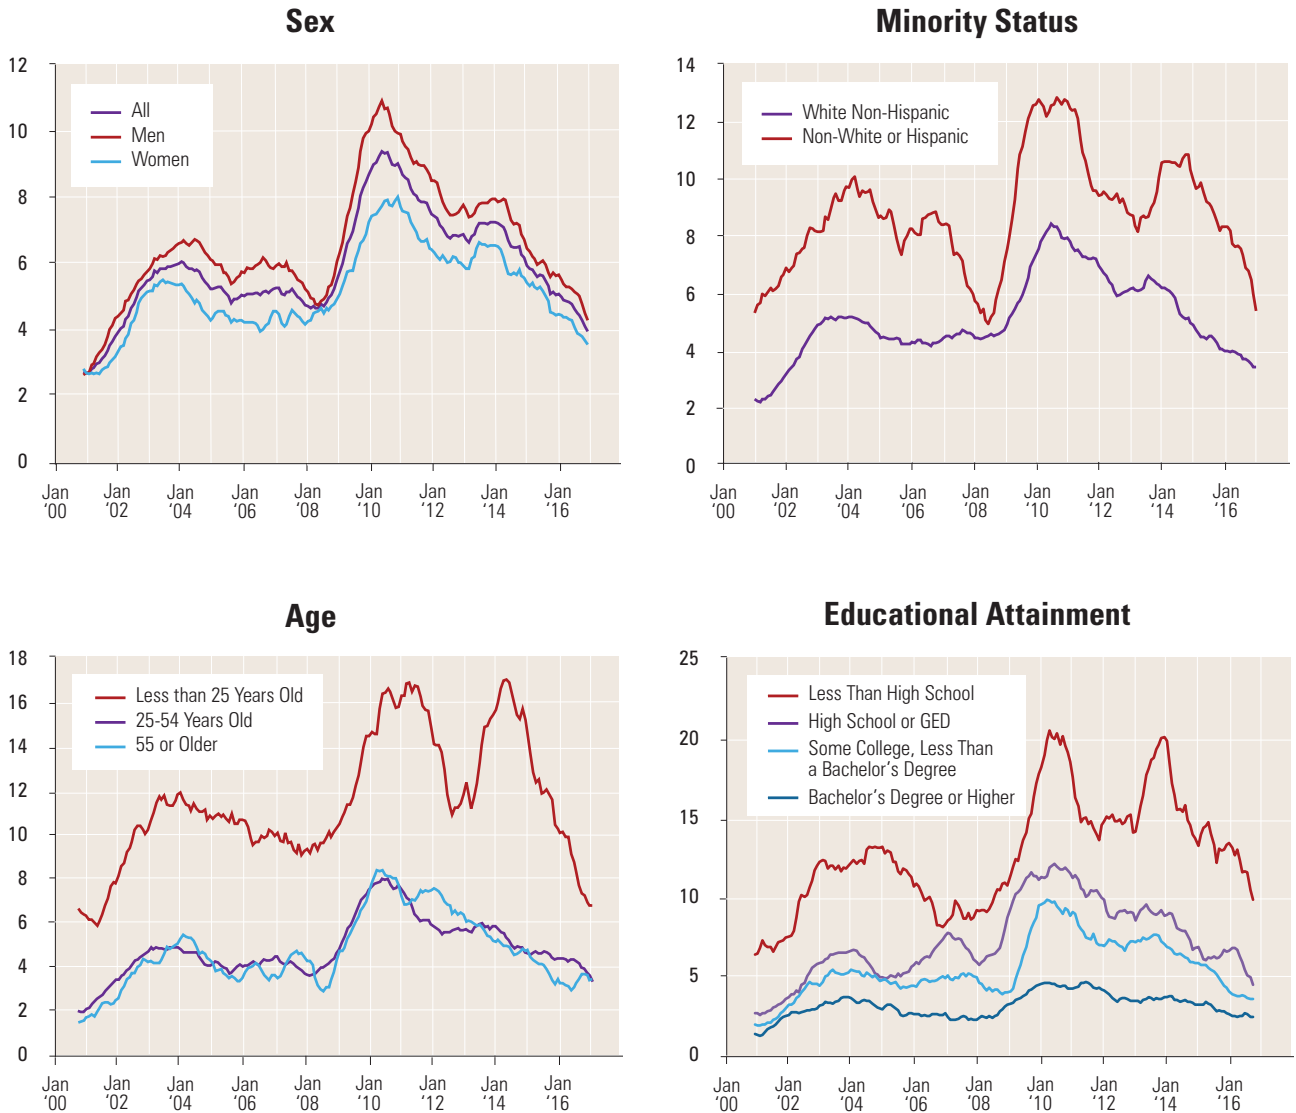 Sex
12
10
8
6
4
2
0
All
Men
Women
Jan Jan Jan Jan Jan Jan Jan Jan Jan
‘00 ‘02 ‘04 ‘06 ‘08 ‘10 ‘12 ‘14 ‘16
Minority Status
14
12
10
8
6
4
2
0
White Non-Hispanic
Non-White or Hispanic
Jan Jan Jan Jan Jan Jan Jan Jan Jan
‘00 ‘02 ‘04 ‘06 ‘08 ‘10 ‘12 ‘14 ‘16
Age
18
16
14
12
10
8
6
4
2
0
Less than 25 Years Old
25-54 Years Old
55 or Older
Jan Jan Jan Jan Jan Jan Jan Jan Jan
‘00 ‘02 ‘04 ‘06 ‘08 ‘10 ‘12 ‘14 ‘16
Educational Attainment
25
20
15
10
5
0
Less Than High School
High School or GED
Some College, Less Than
a Bachelor’s Degree
Bachelor’s Degree or Higher
Jan Jan Jan Jan Jan Jan Jan Jan Jan
‘00 ‘02 ‘04 ‘06 ‘08 ‘10 ‘12 ‘14 ‘16